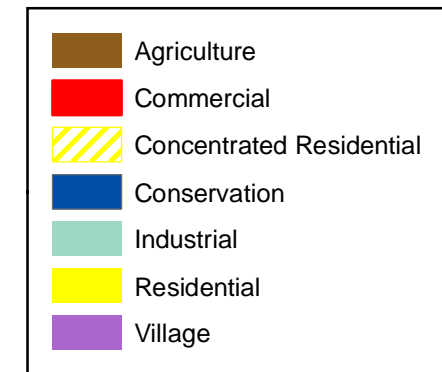 Agriculture
Commercial
Concentrated Residential
Conservation
Industrial
Residential
Village